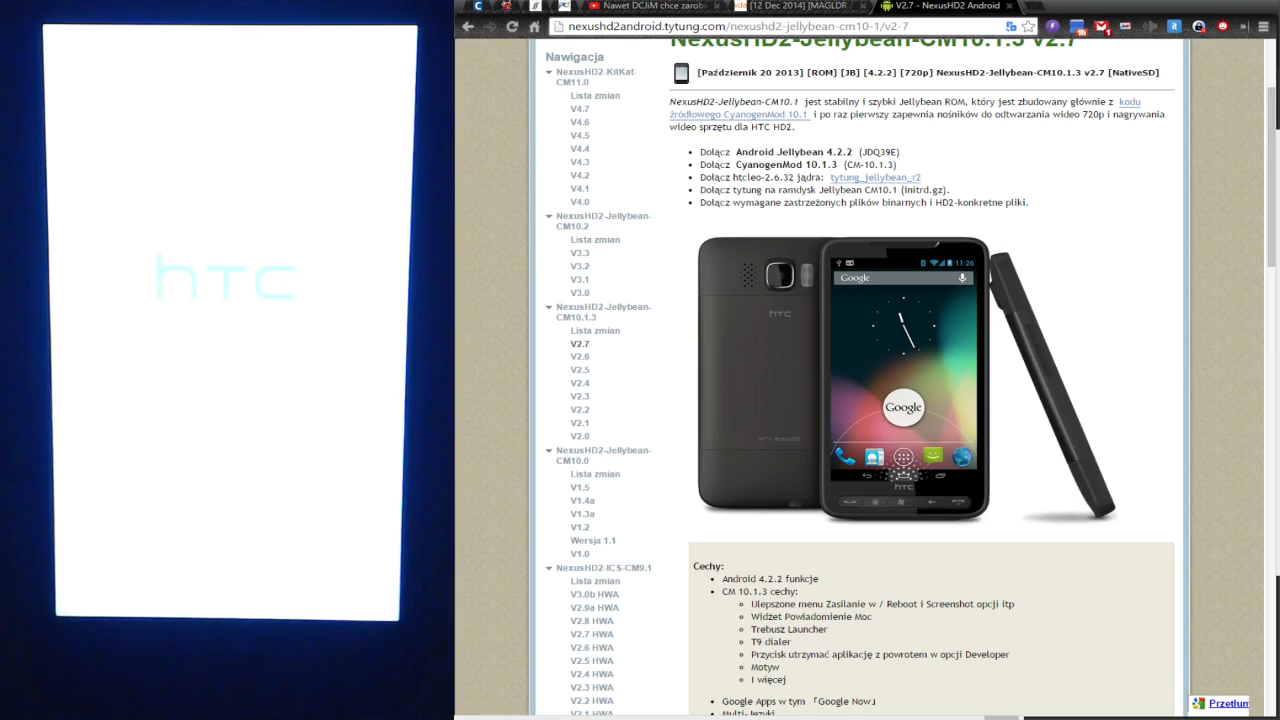 hTC
Nawet DCJiM chce zarob
[12 Dec 2014] [MAGLDR
V2.7 - NexusHD2 Android
nexushd2android.tytung.com/nexushd2-jellybean-cm10-1/v2-7
NexusHD2-Jellybean-CM10.1.3 v2.7
Nawigacja
NexusHD2-KitKat-
CM11.0
Lista zmian
V4.7
V4.6
V4.5
V4.4
V4.3
V4.2
V4.1
V4.0
NexusHD2-Jellybean-
CM10.2
Lista zmian
V3.3
V3.2
V3.1
V3.0
NexusHD2-Jellybean-
CM10.1.3
Lista zmian
V2.7
V2.6
V2.5
V2.4
V2.3
V2.2
V2.1
V2.0
NexusHD2-Jellybean-
CM10.0
Lista zmian
V1.5
V1.4a
V1.3a
V1.2
Wersja 1.1
V1.0
NexusHD2-ICS-CM9.1
Lista zmian
V3.0b HWA
V2.9a HWA
V2.8 HWA
V2.7 HWA
V2.6 HWA
V2.5 HWA
V2.4 HWA
V2.3 HWA
V2.2 HWA
V2.1 HWA
[Październik 20 2013] [ROM] [JB] [4.2.2] [720p] NexusHD2-Jellybean-CM10.1.3 v2.7 [NativeSD]
NexusHD2-Jellybean-CM10.1 jest stabilny i szybki Jellybean ROM, który jest zbudowany głównie z kodu
źródłowego CyanogenMod 10.1 i po raz pierwszy zapewnia nośników do odtwarzania wideo 720p i nagrywania
wideo sprzętu dla HTC HD2.
Dołącz Android Jellybean 4.2.2 (JDQ39E)
Dołącz CyanogenMod 10.1.3 (CM-10.1.3)
Dołącz htcleo-2.6.32 jądra: tytung_jellybean_r2
Dołącz tytung na ramdysk Jellybean CM10.1 (initrd.gz).
Dołącz wymagane zastrzeżonych plików binarnych i HD2-konkretne pliki.
11:26
Google
hTC
Google
hTC
Cechy:
Android 4.2.2 funkcje
CM 10.1.3 cechy:
Ulepszone menu Zasilanie w / Reboot i Screenshot opcji itp
Widżet Powiadomienie Moc
Trebusz Launcher
T9 dialer
Przycisk utrzymać aplikację z powrotem w opcji Developer
Motyw
I więcej
Google Apps w tym 「Google Now」
Multi-Języki
Przetłum